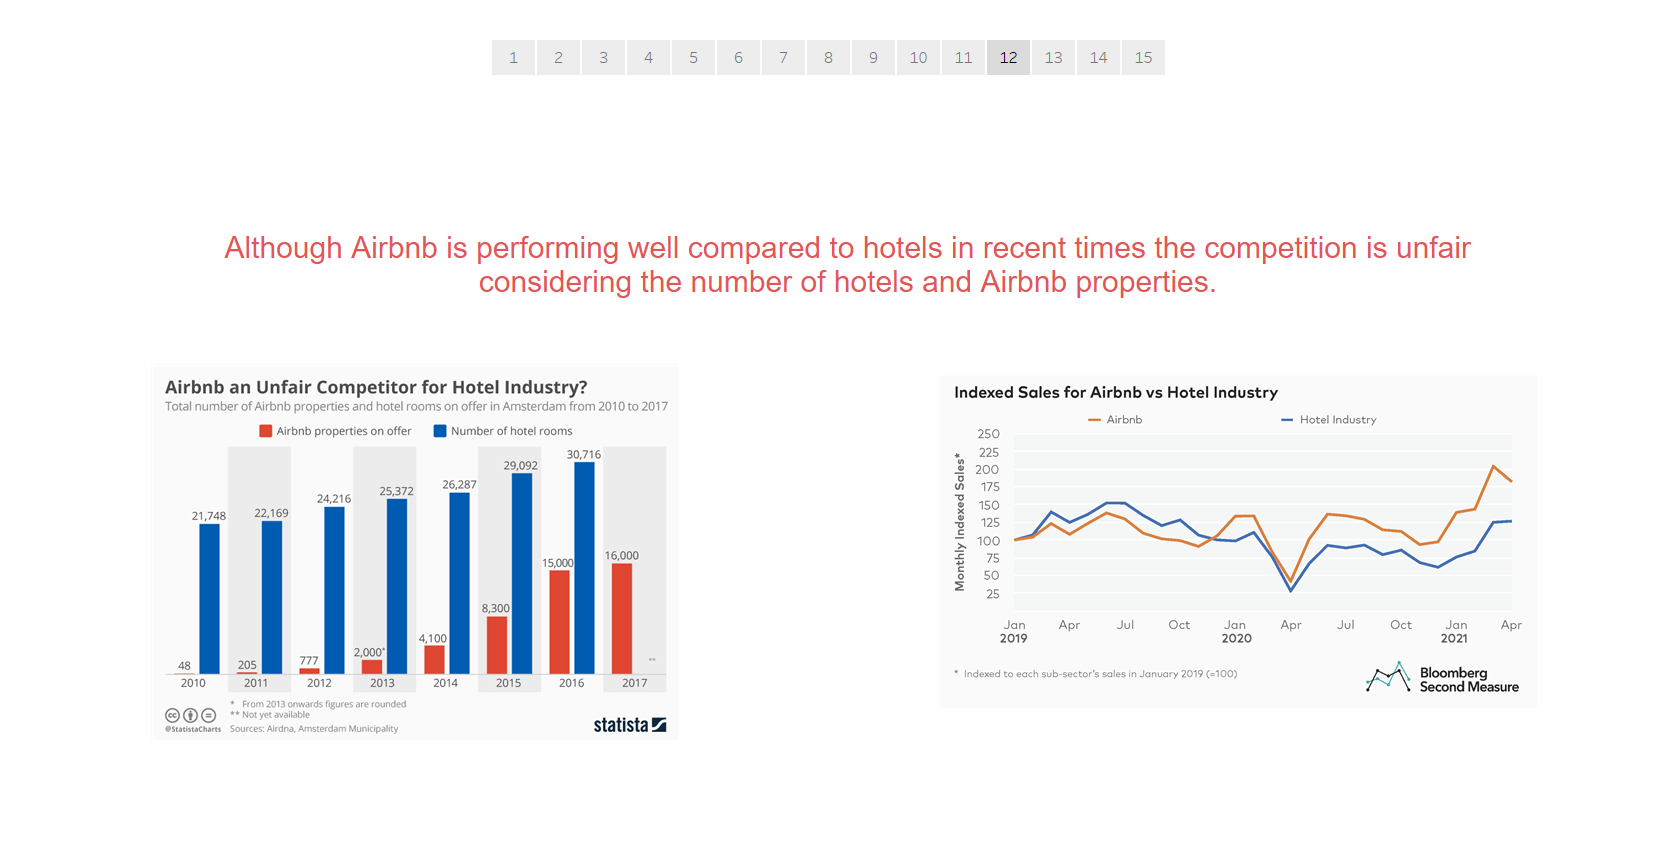 1 2 3 4 5 6 7 8 9 10 11 12 13 14 15
Although Airbnb is performing well compared to hotels in recent times the competition is unfair
considering the number of hotels and Airbnb properties.
Airbnb an Unfair Competitor for Hotel Industry?
Total number of Airbnb properties and hotel rooms on offer in Amsterdam from 2010 to 2017
Airbnb properties on offer Number of hotel rooms
48 21,748 205 22,169 777 24,216 2,000* 25,372 4,100 26,287 8,300 29,092 15,000 30,716 16,000 **
2010 2011 2012 2013 2014 2015 2016 2017
* From 2013 onwards figures are rounded
** Not yet available
@StatistaCharts Sources: Airdna, Amsterdam Municipality
cc
statista
Indexed Sales for Airbnb vs Hotel Industry
Airbnb Hotel Industry
Monthly Indexed Sales*
250
225
200
175
150
125
100
75
50
25
Jan Apr Jul Oct Jan Apr Jul Oct Jan Apr
2019 2020 2021
* Indexed to each sub-sector's sales in January 2019 (=100)
Bloomberg
Second Measure